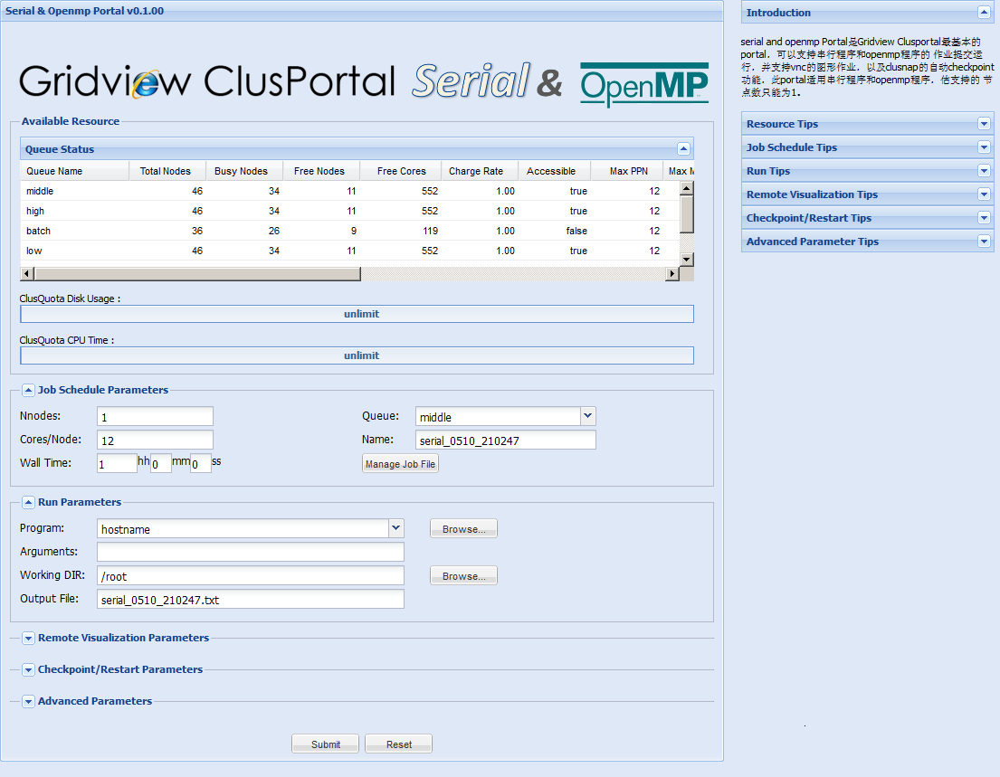 Serial & Openmp Portal v0.1.00
Gridview ClusPortal Serial & OpenMP
Available Resource
Queue Status
Queue Name Total Nodes Busy Nodes Free Nodes Free Cores Charge Rate Accessible Max PPN Max M
middle 46 34 11 552 1.00 true 12
high 46 34 11 552 1.00 true 12
batch 36 26 9 119 1.00 false 12
low 46 34 11 552 1.00 true 12
ClusQuota Disk Usage :
unlimit
ClusQuota CPU Time :
unlimit
Job Schedule Parameters
Nnodes: 1 Queue: middle
Cores/Node: 12 Name: serial_0510_210247
Wall Time: 1 hh 0 mm 0 ss Manage Job File
Run Parameters
Program: hostname Browse...
Arguments:
Working DIR: /root Browse...
Output File: serial_0510_210247.txt
Remote Visualization Parameters
Checkpoint/Restart Parameters
Advanced Parameters
Submit Reset
Introduction
serial and openmp Portal是Gridview Clusportal最基本的
portal，可以支持串行程序和openmp程序的 作业提交运
行，并支持vnc的图形作业，以及clusnap的自动checkpoint
功能，此portal适用串行程序和openmp程序，估支持的 节
点数只能为1。
Resource Tips
Job Schedule Tips
Run Tips
Remote Visualization Tips
Checkpoint/Restart Tips
Advanced Parameter Tips